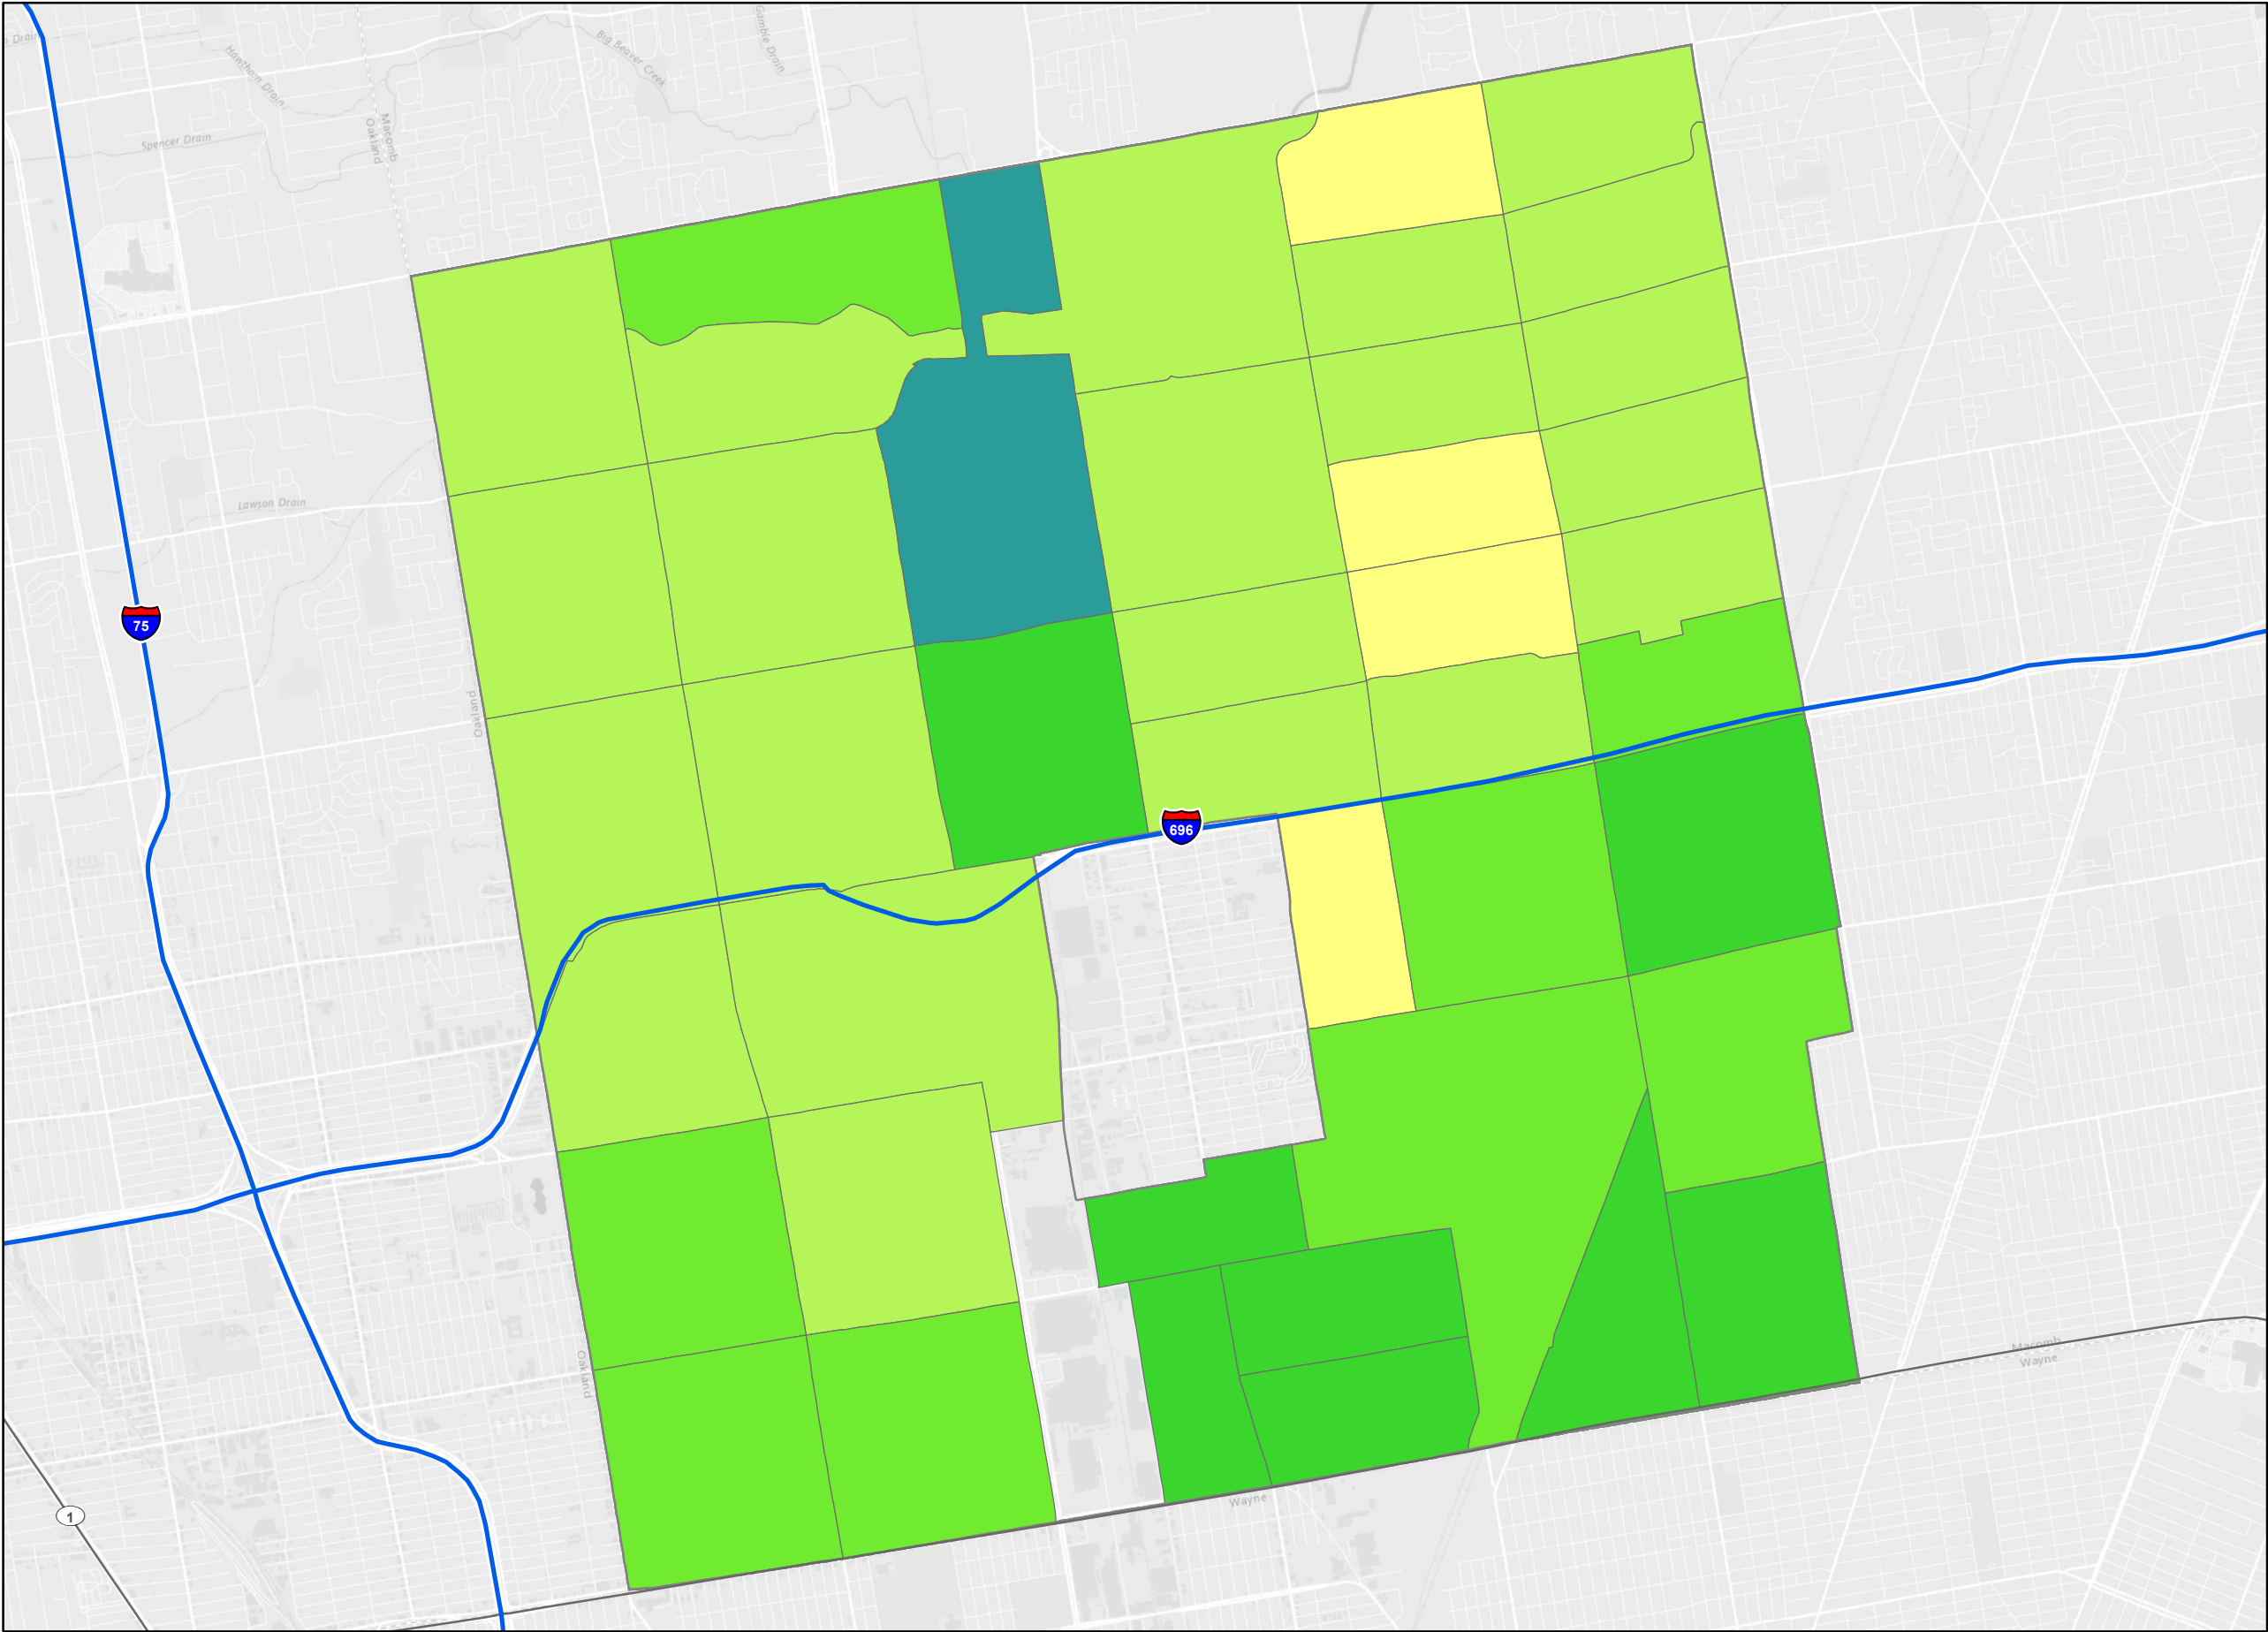 Drain
Hawthorn Drain
Big Beaver Creek
Gamble Drain
Spencer Drain
Macomb
Oakland
Lawson Drain
75
Oakland
696
Oakland
Macomb
Wayne
Wayne
1